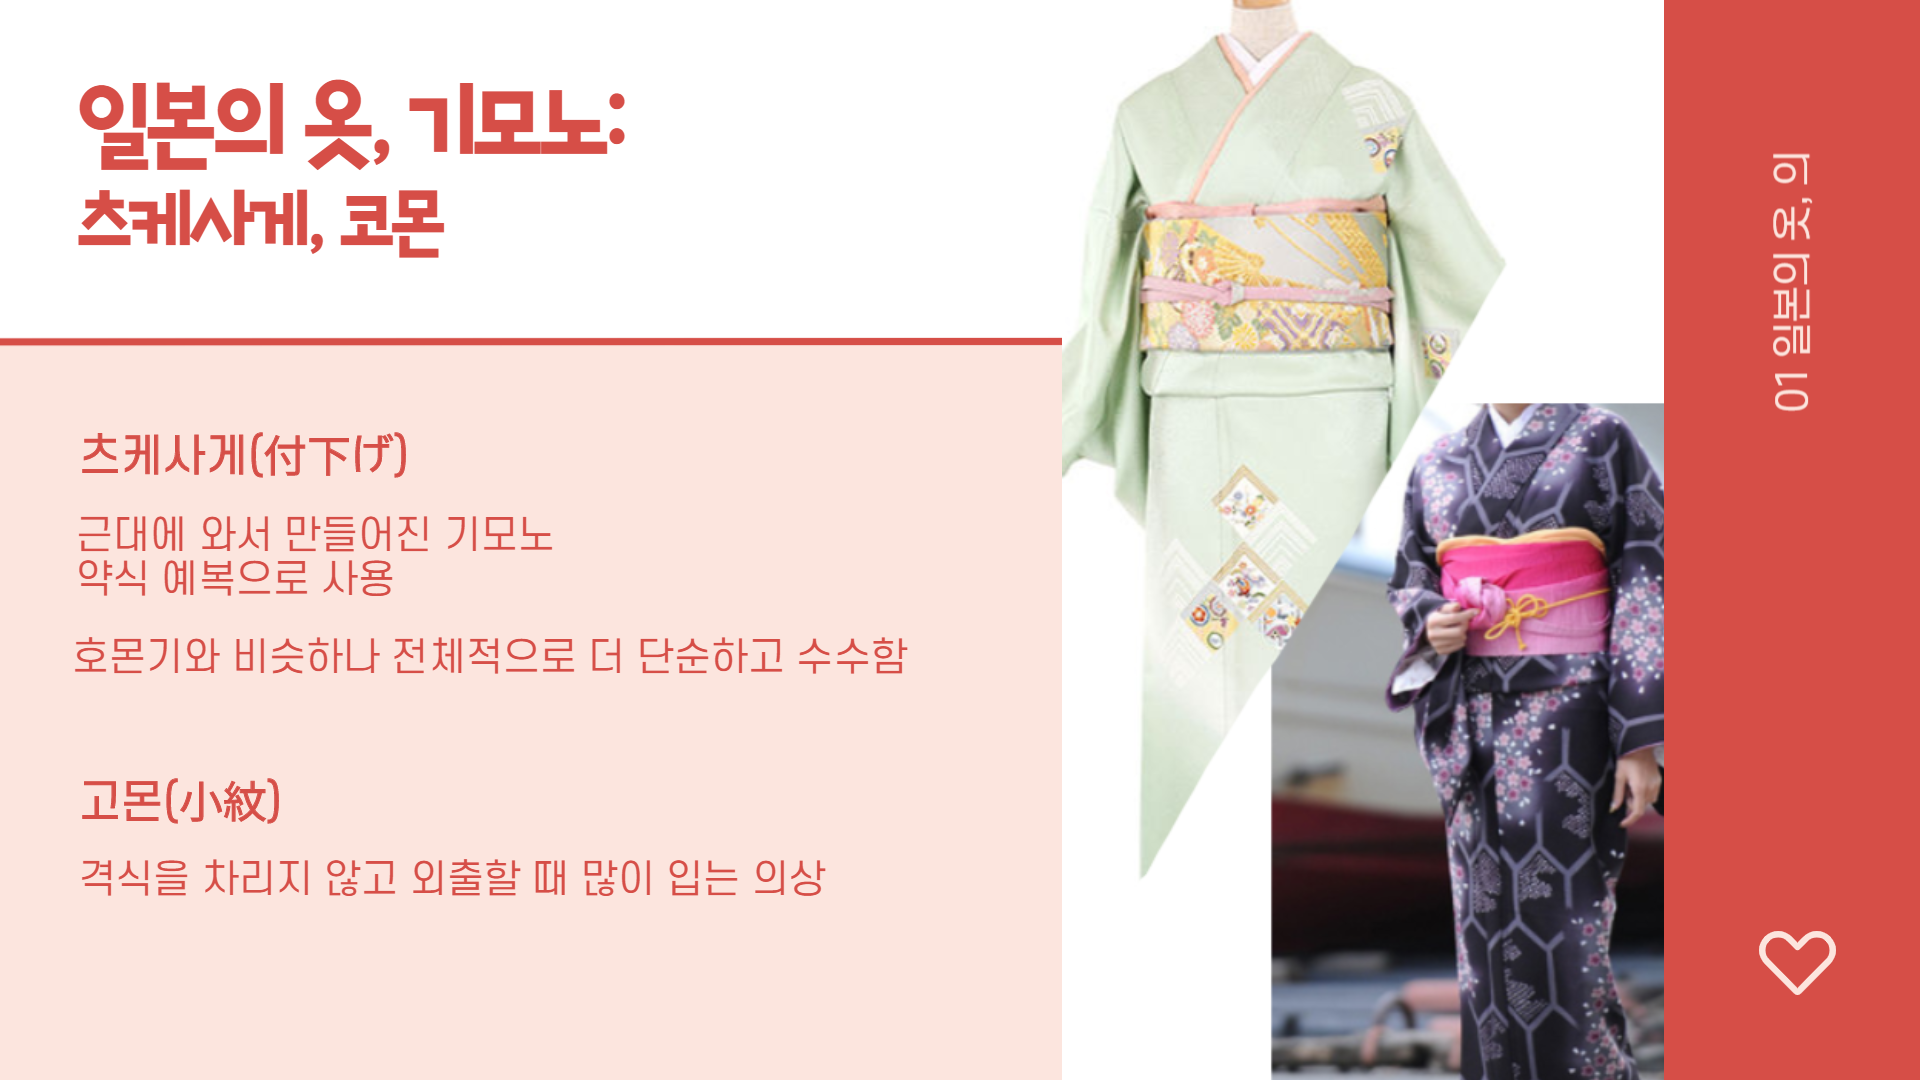 일본의 옷, 기모노:
츠케사게, 코몬
츠케사게(付下げ)
근대에 와서 만들어진 기모노
약식 예복으로 사용
호몬기와 비슷하나 전체적으로 더 단순하고 수수함
고몬(小紋)
격식을 차리지 않고 외출할 때 많이 입는 의상
01 일본의 옷, 의